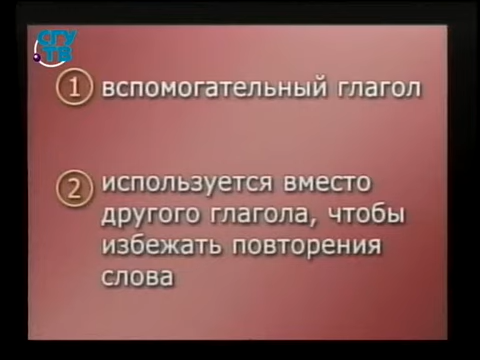 СГУ
ТВ
1 вспомогательный глагол
2 используется вместо
другого глагола, чтобы
избежать повторения
слова